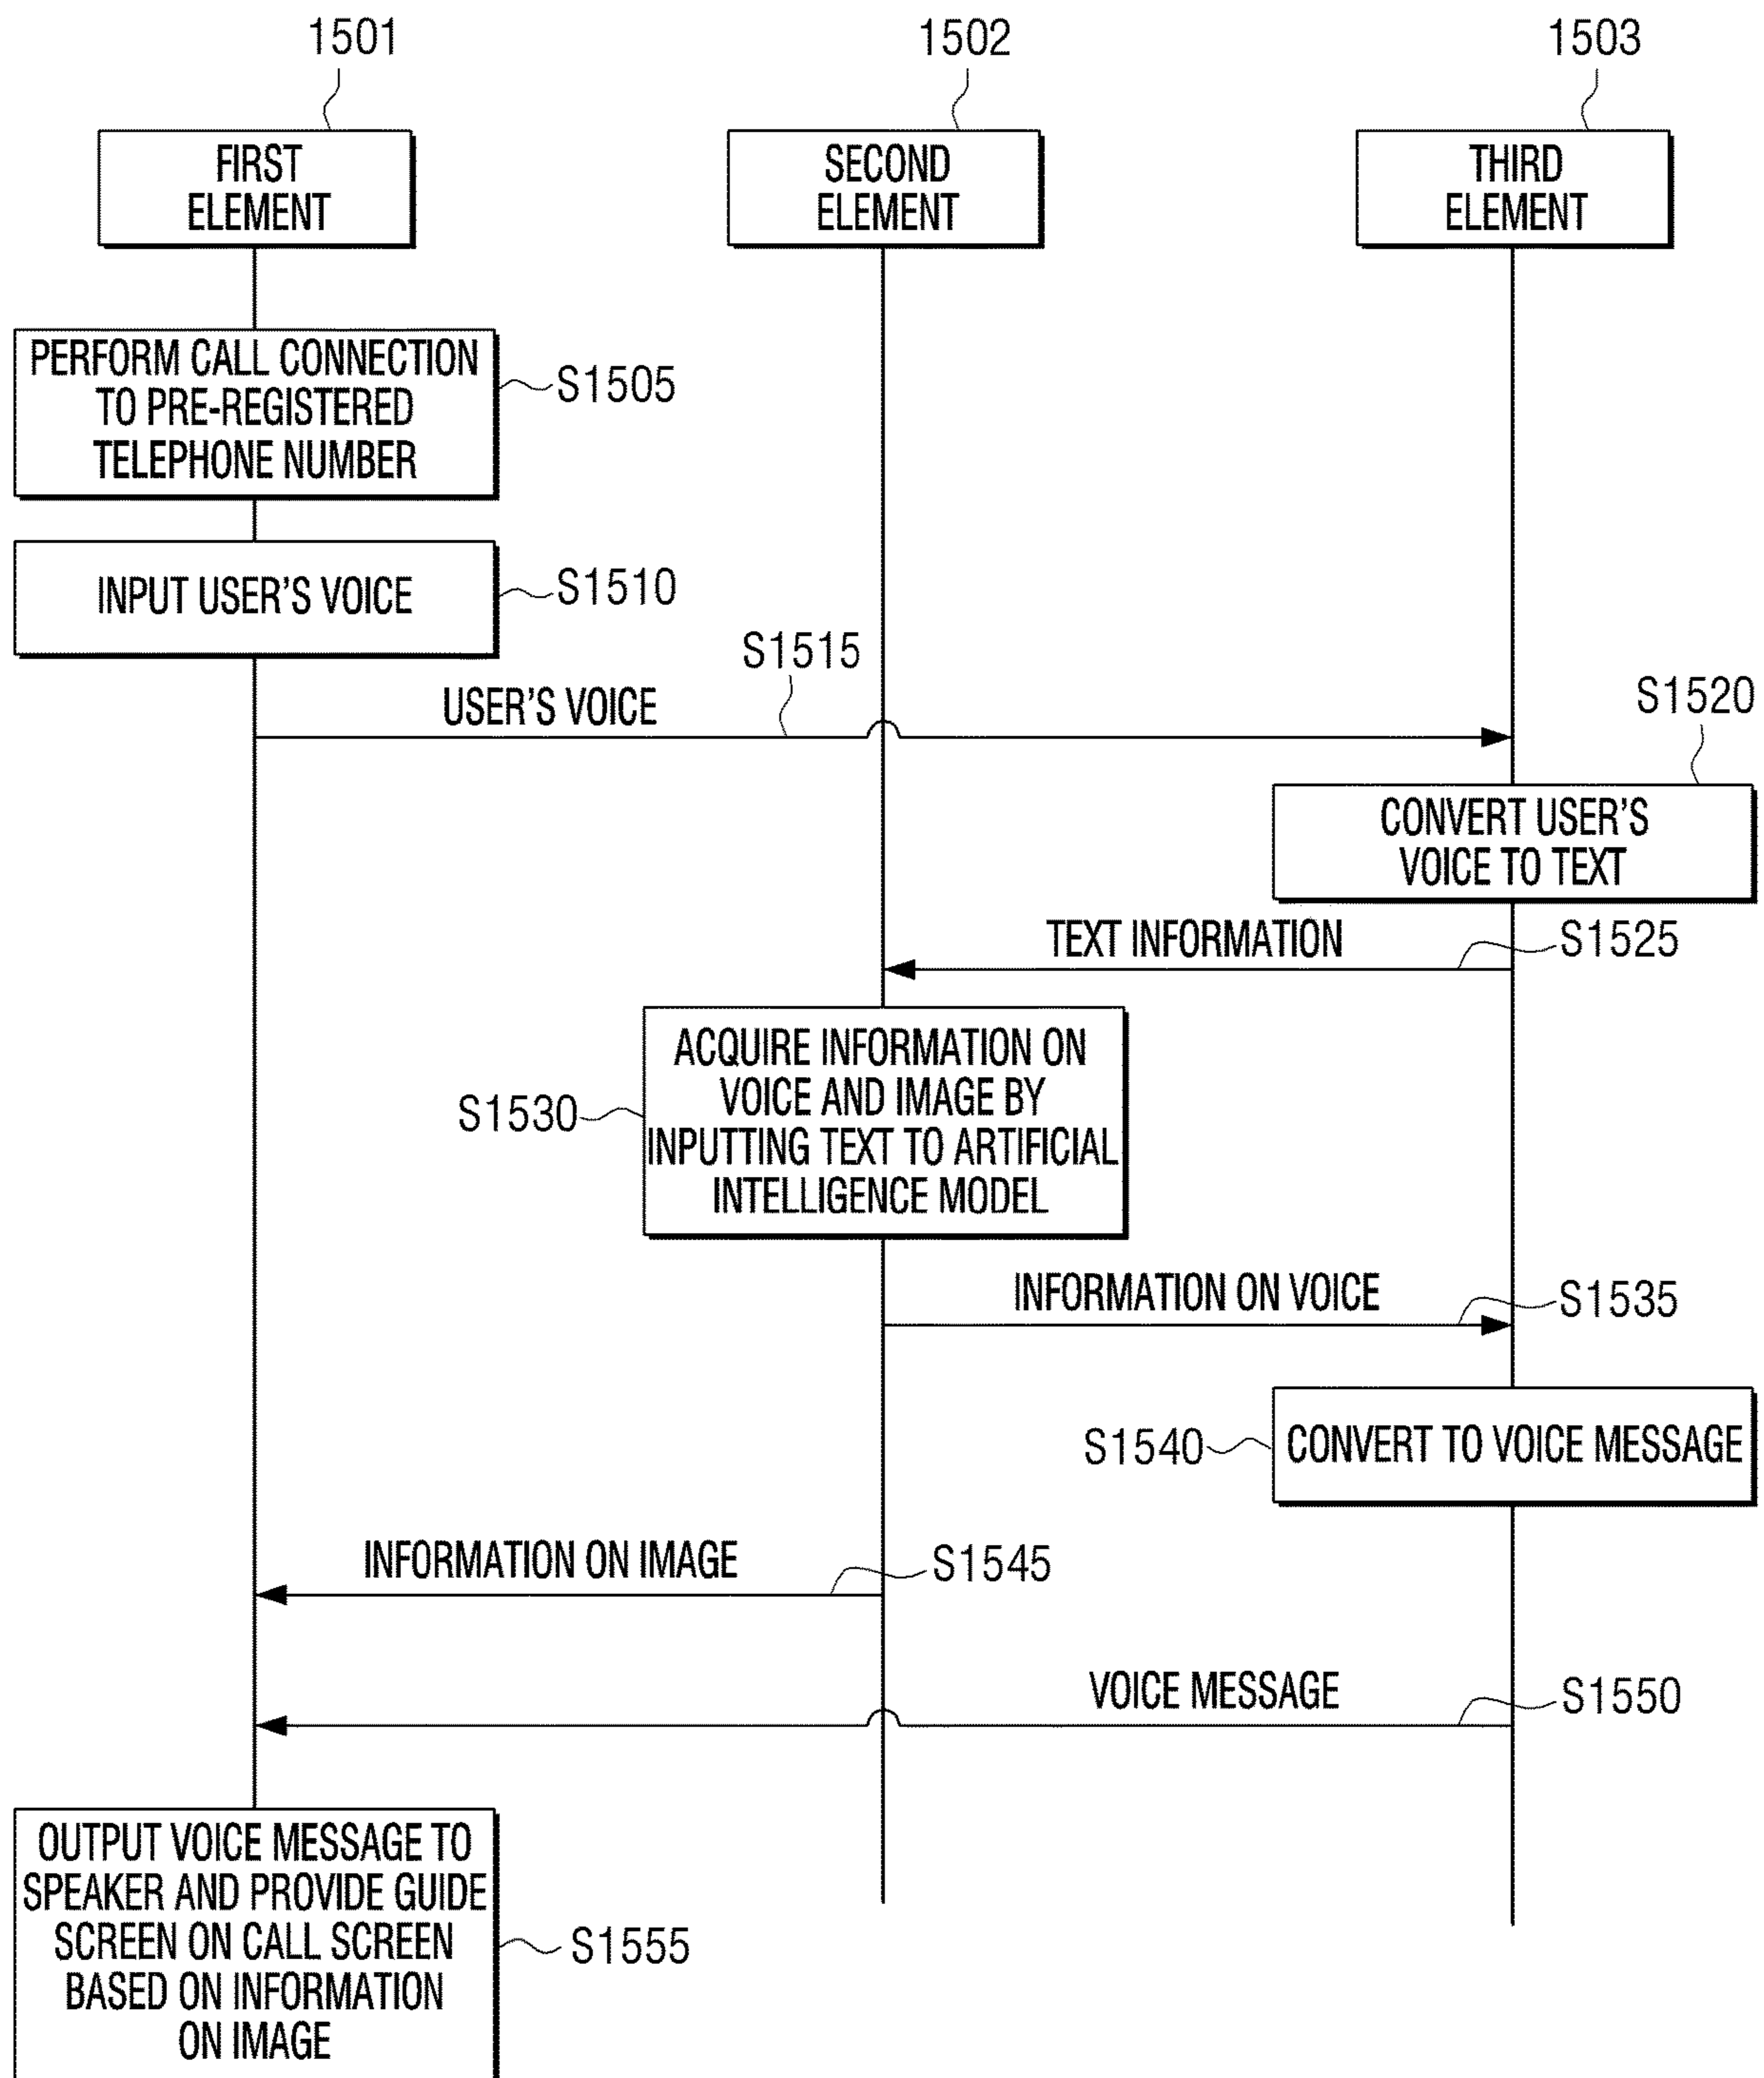 1501
1502
1503
FIRST
ELEMENT
SECOND
ELEMENT
THIRD
ELEMENT
PERFORM CALL CONNECTION
TO PRE-REGISTERED
TELEPHONE NUMBER
S1505
INPUT USER'S VOICE
S1510
USER'S VOICE
S1515
S1520
CONVERT USER'S
VOICE TO TEXT
TEXT INFORMATION
S1525
S1530
ACQUIRE INFORMATION ON
VOICE AND IMAGE BY
INPUTTING TEXT TO ARTIFICIAL
INTELLIGENCE MODEL
INFORMATION ON VOICE
S1535
S1540
CONVERT TO VOICE MESSAGE
INFORMATION ON IMAGE
S1545
VOICE MESSAGE
S1550
OUTPUT VOICE MESSAGE TO
SPEAKER AND PROVIDE GUIDE
SCREEN ON CALL SCREEN
BASED ON INFORMATION
ON IMAGE
S1555